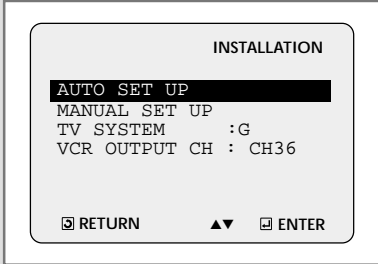 INSTALLATION
AUTO SET UP
MANUAL SET UP
TV SYSTEM :G
VCR OUTPUT CH : CH36
RETURN ▲▼ ENTER